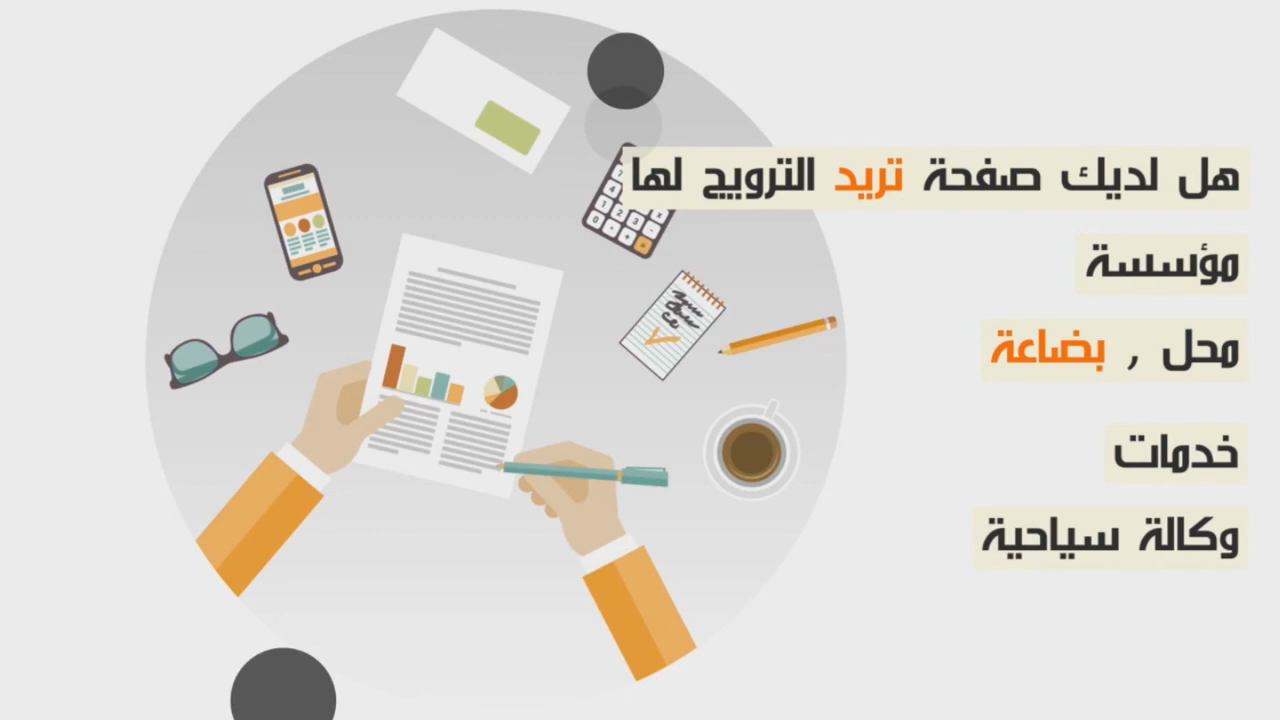 هل لديك صفحة تريد الترويج لها
مؤسسة
محل , بضاعة
خدمات
وكالة سياحية